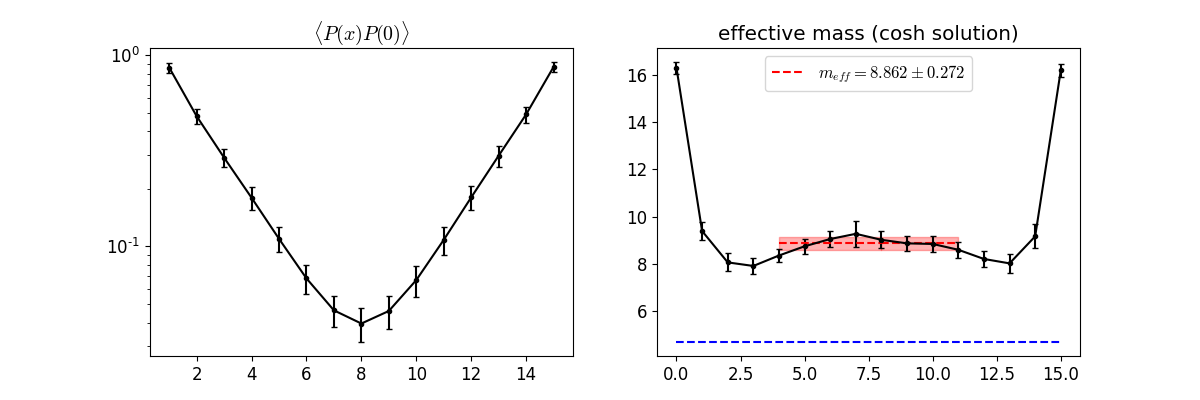 ⟨P(x)P(0)⟩
10⁰
10⁻¹
2 4 6 8 10 12 14
effective mass (cosh solution)
m_eff = 8.862 ± 0.272
16
14
12
10
8
6
0.0 2.5 5.0 7.5 10.0 12.5 15.0